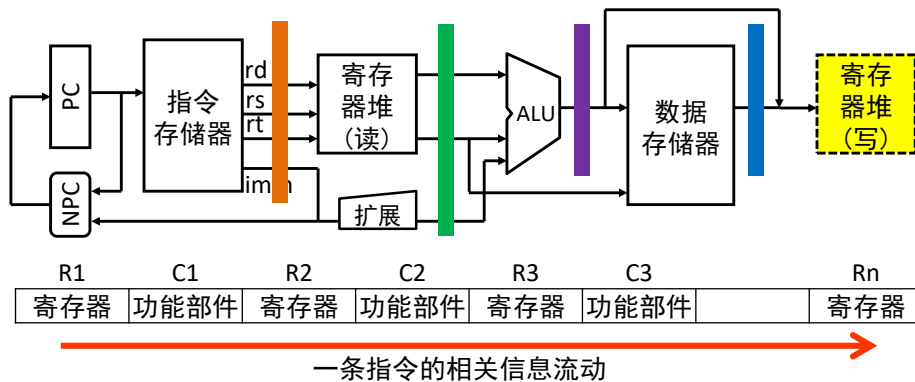 PC
NPC
指令
存储器
rd
rs
rt
imm
寄存
器堆
(读)
扩展
ALU
数据
存储器
寄存
器堆
(写)
R1 C1 R2 C2 R3 C3 Rn
寄存器 功能部件 寄存器 功能部件 寄存器 功能部件 寄存器
一条指令的相关信息流动